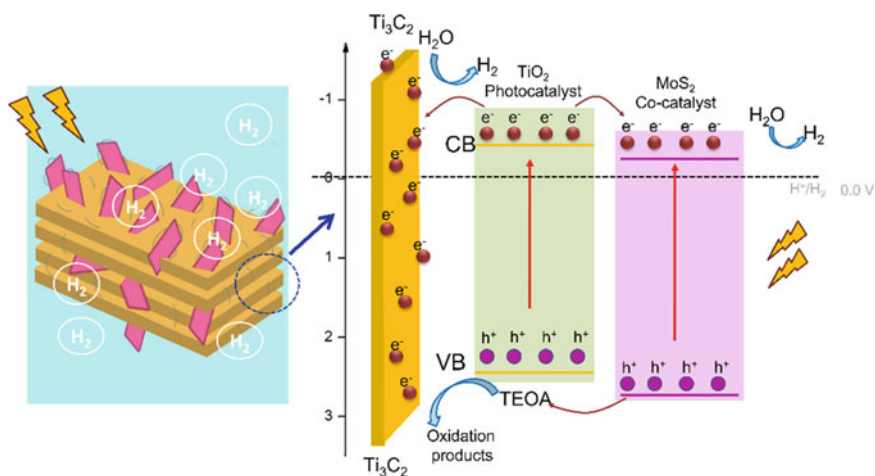 H₂
H₂
H₂
H₂
H₂
H₂
H₂
H₂
Ti₃C₂
H₂O
H₂
e⁻
e⁻
e⁻
e⁻
e⁻
e⁻
e⁻
e⁻
e⁻
e⁻
-1
0
1
2
3
TiO₂
Photocatalyst
e⁻ e⁻ e⁻ e⁻
CB
MoS₂
Co-catalyst
e⁻ e⁻ e⁻ e⁻
H₂O
H₂
H⁺/H₂ 0.0 V
h⁺ h⁺ h⁺ h⁺
VB
h⁺ h⁺ h⁺ h⁺
TEOA
Oxidation
products
Ti₃C₂